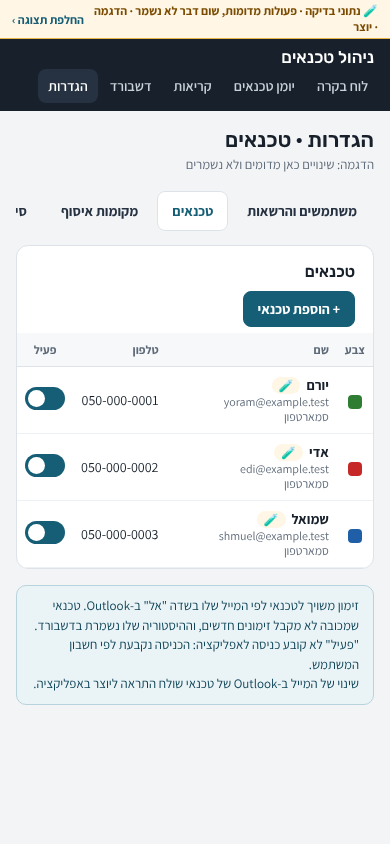 🧪 נתוני בדיקה · פעולות מדומות, שום דבר לא נשמר · הדגמה
· יוצר
החלפת תצוגה ›
ניהול טכנאים
לוח בקרה
יומן טכנאים
קריאות
דשבורד
הגדרות
הגדרות • טכנאים
הדגמה: שינויים כאן מדומים ולא נשמרים
משתמשים והרשאות
טכנאים
מקומות איסוף
סי
טכנאים
+ הוספת טכנאי
צבע שם טלפון פעיל
יורם 🧪
yoram@example.test
סמארטפון
050-000-0001
אדי 🧪
edi@example.test
סמארטפון
050-000-0002
שמואל 🧪
shmuel@example.test
סמארטפון
050-000-0003
זימון משויך לטכנאי לפי המייל שלו בשדה "אל" ב-Outlook. טכנאי
שמכובה לא מקבל זימונים חדשים, וההיסטוריה שלו נשמרת בדשבורד.
"פעיל" לא קובע כניסה לאפליקציה: הכניסה נקבעת לפי חשבון
המשתמש.
שינוי של המייל ב-Outlook של טכנאי שולח התראה ליוצר באפליקציה.